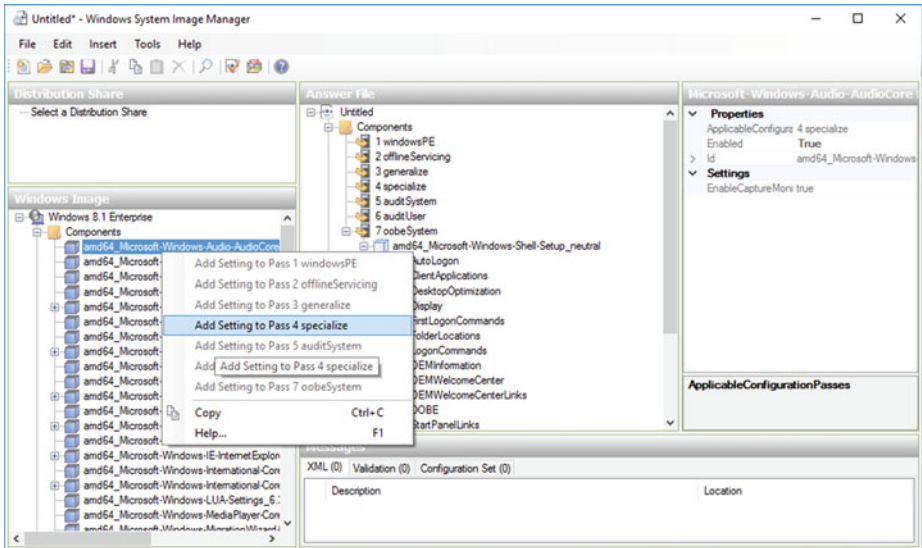 Untitled* - Windows System Image Manager
File Edit Insert Tools Help
Distribution Share
Select a Distribution Share
Windows Image
Windows 8.1 Enterprise
Components
amd64_Microsoft-Windows-Audio-AudioCore
amd64_Microsoft-
amd64_Microsoft-
amd64_Microsoft-
amd64_Microsoft-
amd64_Microsoft-
amd64_Microsoft-
amd64_Microsoft-
amd64_Microsoft-
amd64_Microsoft-
amd64_Microsoft-
amd64_Microsoft-
amd64_Microsoft-
amd64_Microsoft-
amd64_Microsoft-Windows-IE-InternetExplor
amd64_Microsoft-Windows-International-Core
amd64_Microsoft-Windows-International-Core
amd64_Microsoft-Windows-LUA-Settings_6.
amd64_Microsoft-Windows-MediaPlayer-Core
amd64_Microsoft-Windows-MigrationWizard
Add Setting to Pass 1 windowsPE
Add Setting to Pass 2 offlineServicing
Add Setting to Pass 3 generalize
Add Setting to Pass 4 specialize
Add Setting to Pass 5 auditSystem
Add
Add Setting to Pass 4 specialize
Add Setting to Pass 7 oobeSystem
Copy Ctrl+C
Help... F1
Answer File
Untitled
Components
1 windowsPE
2 offlineServicing
3 generalize
4 specialize
5 auditSystem
6 auditUser
7 oobeSystem
amd64_Microsoft-Windows-Shell-Setup_neutral
AutoLogon
ClientApplications
DesktopOptimization
Display
FirstLogonCommands
FolderLocations
LogonCommands
OEMInformation
OEMWelcomeCenter
OEMWelcomeCenterLinks
OOBE
StartPanelLinks
Microsoft-Windows-Audio-AudioCore
Properties
ApplicableConfigura 4 specialize
Enabled True
Id amd64_Microsoft-Windows
Settings
EnableCaptureMoni true
ApplicableConfigurationPasses
Messages
XML (0) Validation (0) Configuration Set (0)
Description Location